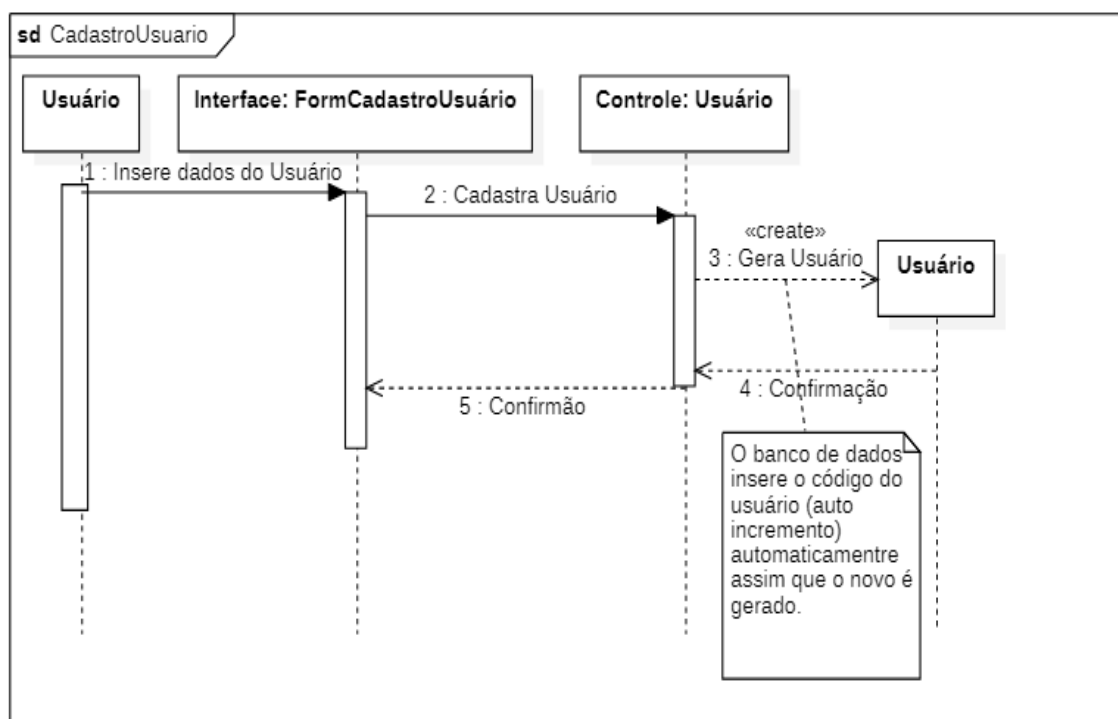 sd CadastroUsuario
Usuário
Interface: FormCadastroUsuário
Controle: Usuário
1 : Insere dados do Usuário
2 : Cadastra Usuário
«create»
3 : Gera Usuário
Usuário
4 : Confirmação
5 : Confirmão
O banco de dados
insere o código do
usuário (auto
incremento)
automaticamentre
assim que o novo é
gerado.